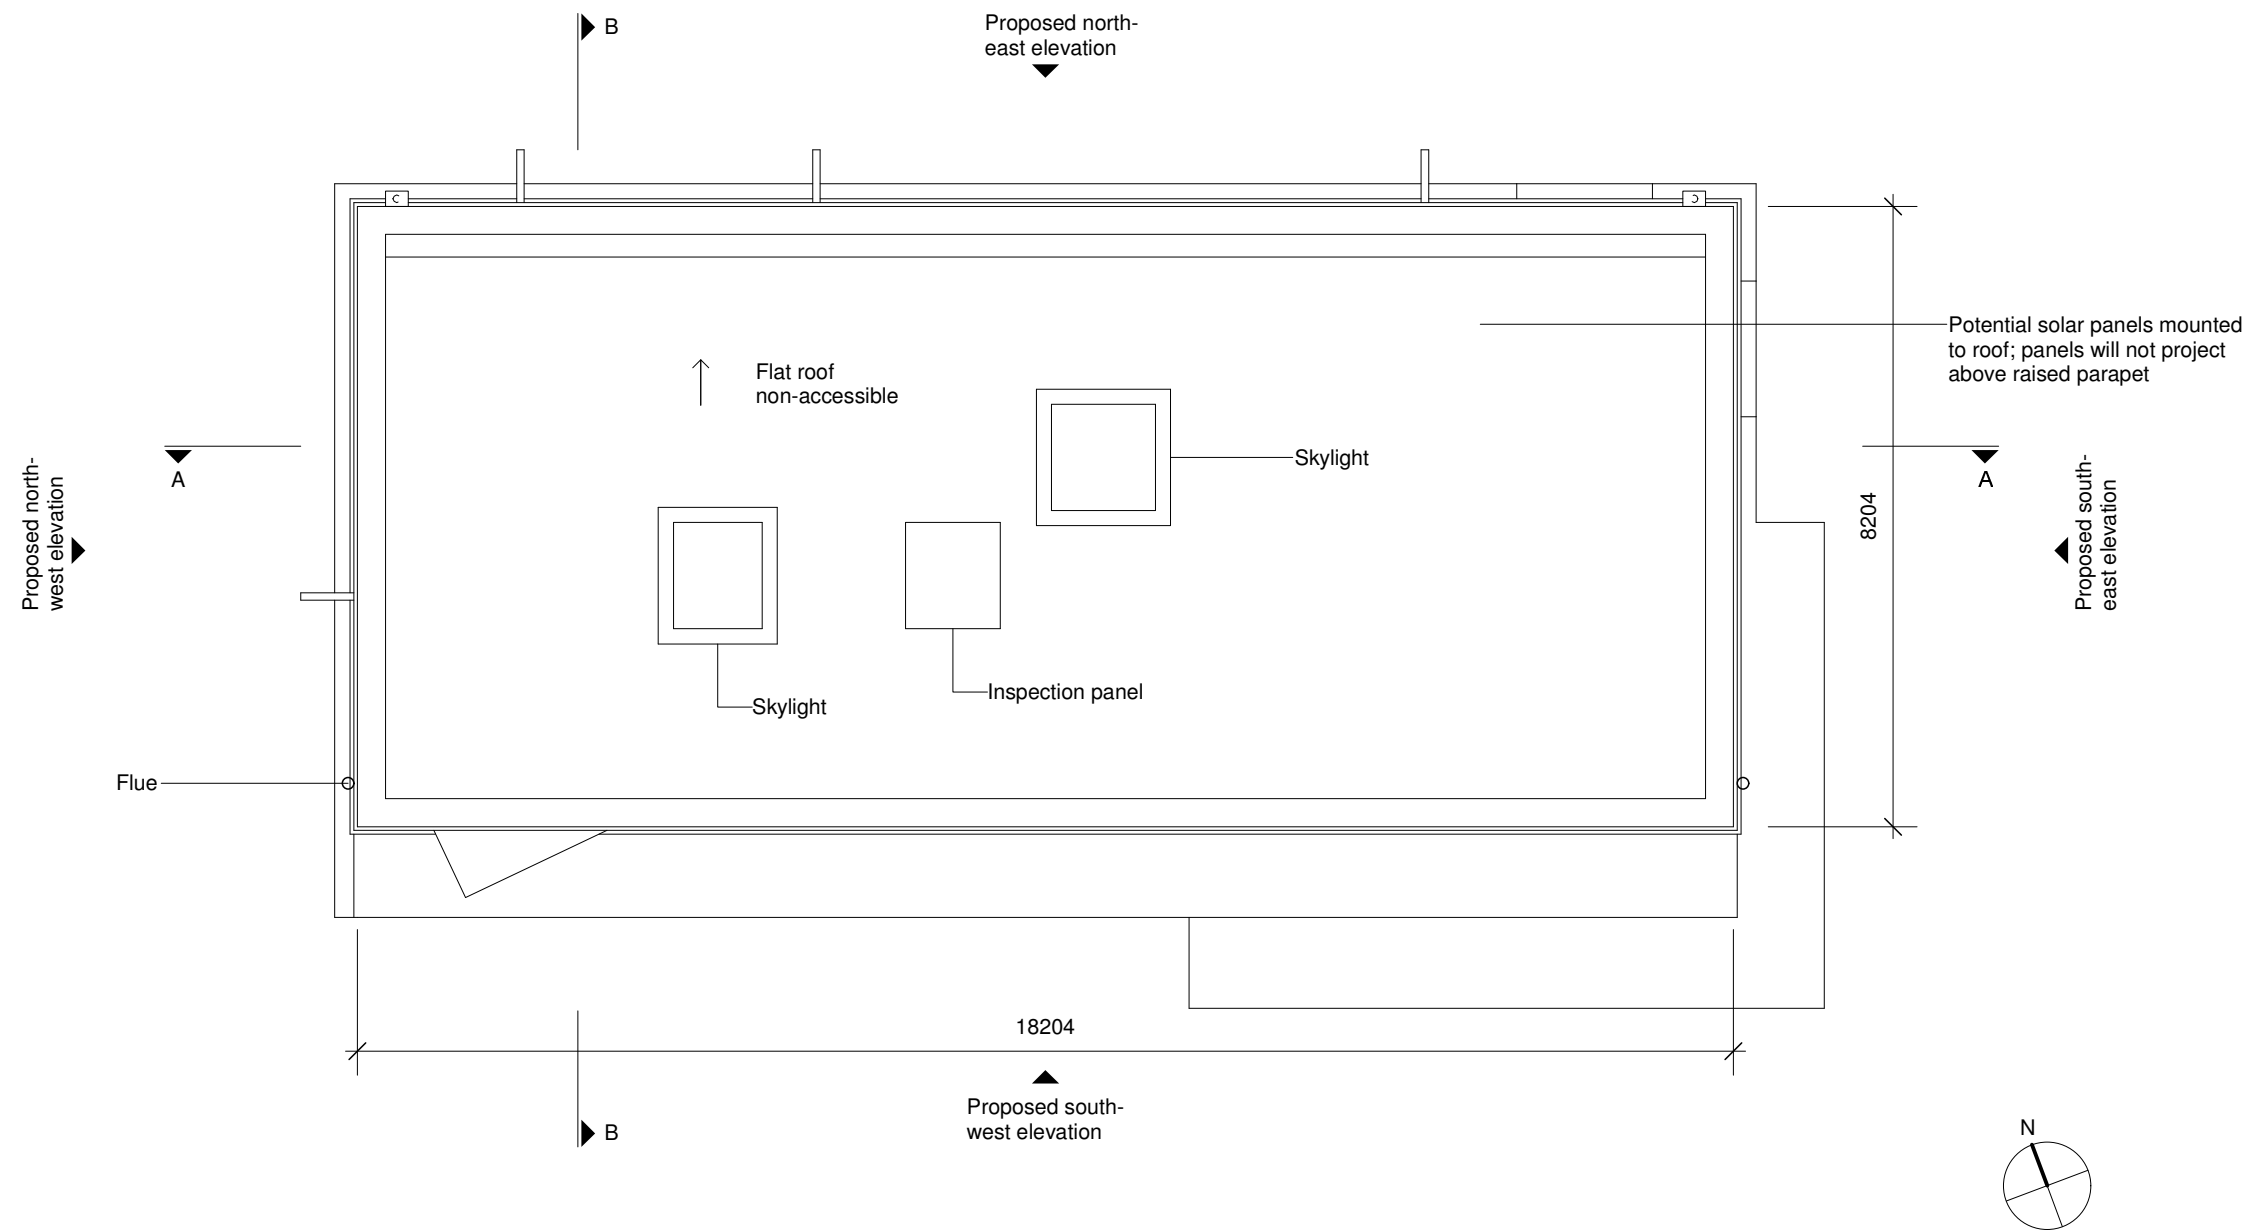 B
Proposed north-
east elevation
Potential solar panels mounted
to roof; panels will not project
above raised parapet
Flat roof
non-accessible
Skylight
A
A
Proposed north-
west elevation
8204
Proposed south-
east elevation
Inspection panel
Skylight
Flue
18204
Proposed south-
west elevation
B
N